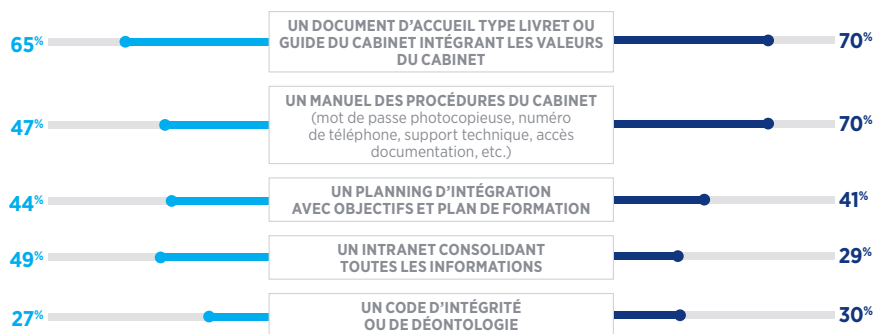 UN DOCUMENT D'ACCUEIL TYPE LIVRET OU
65% GUIDE DU CABINET INTÉGRANT LES VALEURS 70%
DU CABINET
UN MANUEL DES PROCÉDURES DU CABINET
47% (mot de passe photocopieuse, numéro 70%
de téléphone, support technique, accès
documentation, etc.)
UN PLANNING D'INTÉGRATION
44% AVEC OBJECTIFS ET PLAN DE FORMATION 41%
UN INTRANET CONSOLIDANT
49% TOUTES LES INFORMATIONS 29%
UN CODE D'INTÉGRITÉ
27% OU DE DÉONTOLOGIE 30%